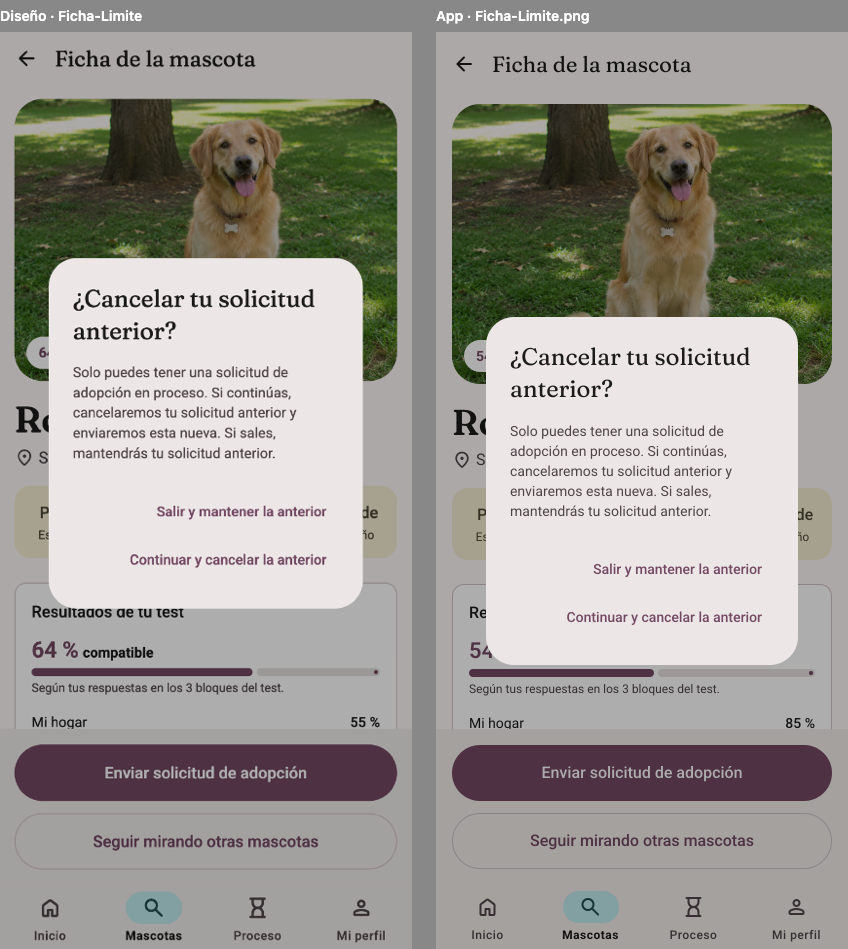 Diseño · Ficha-Limite
Ficha de la mascota
¿Cancelar tu solicitud
anterior?
Solo puedes tener una solicitud de
adopción en proceso. Si continúas,
cancelaremos tu solicitud anterior y
enviaremos esta nueva. Si sales,
mantendrás tu solicitud anterior.
Salir y mantener la anterior
Continuar y cancelar la anterior
Resultados de tu test
64 % compatible
Según tus respuestas en los 3 bloques del test.
Mi hogar 55 %
Enviar solicitud de adopción
Seguir mirando otras mascotas
Inicio Mascotas Proceso Mi perfil
App · Ficha-Limite.png
Ficha de la mascota
¿Cancelar tu solicitud
anterior?
Solo puedes tener una solicitud de
adopción en proceso. Si continúas,
cancelaremos tu solicitud anterior y
enviaremos esta nueva. Si sales,
mantendrás tu solicitud anterior.
Salir y mantener la anterior
Continuar y cancelar la anterior
54
Según tus respuestas en los 3 bloques del test.
Mi hogar 85 %
Enviar solicitud de adopción
Seguir mirando otras mascotas
Inicio Mascotas Proceso Mi perfil